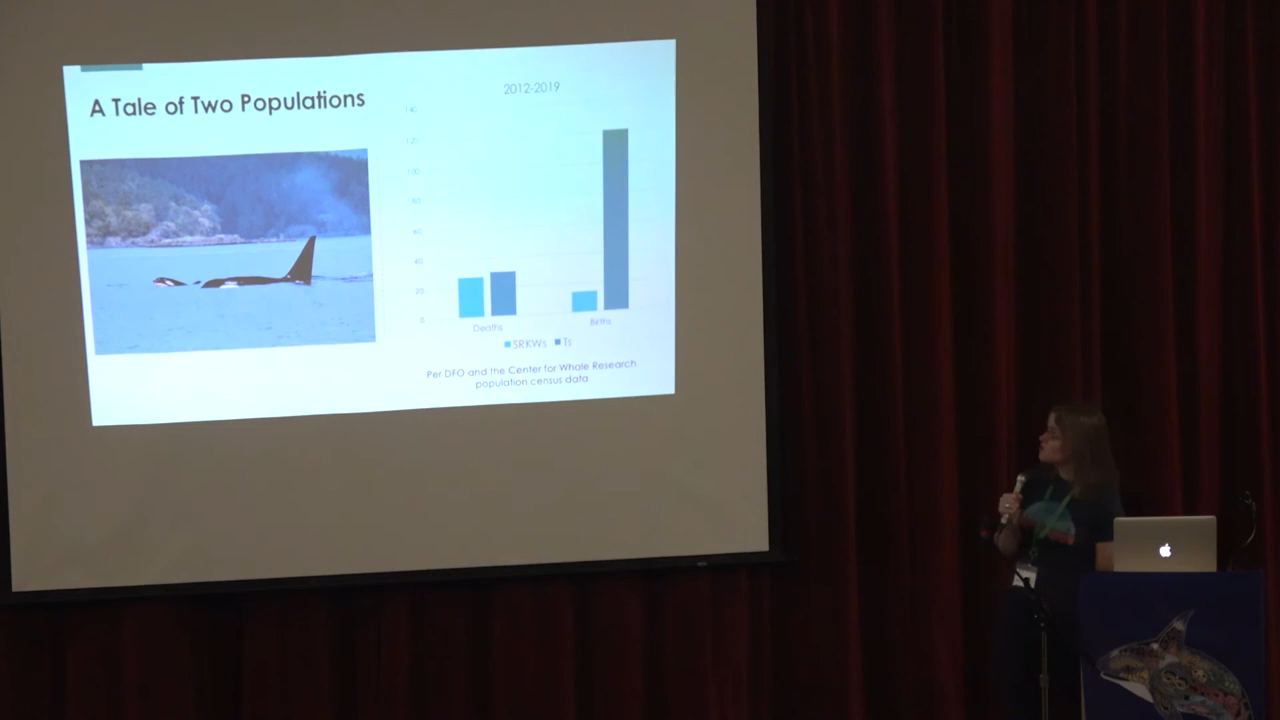 A Tale of Two Populations
2012-2019
140
120
100
80
60
40
20
0
Deaths
Births
SRKWs
Ts
Per DFO and the Center for Whale Research
population census data